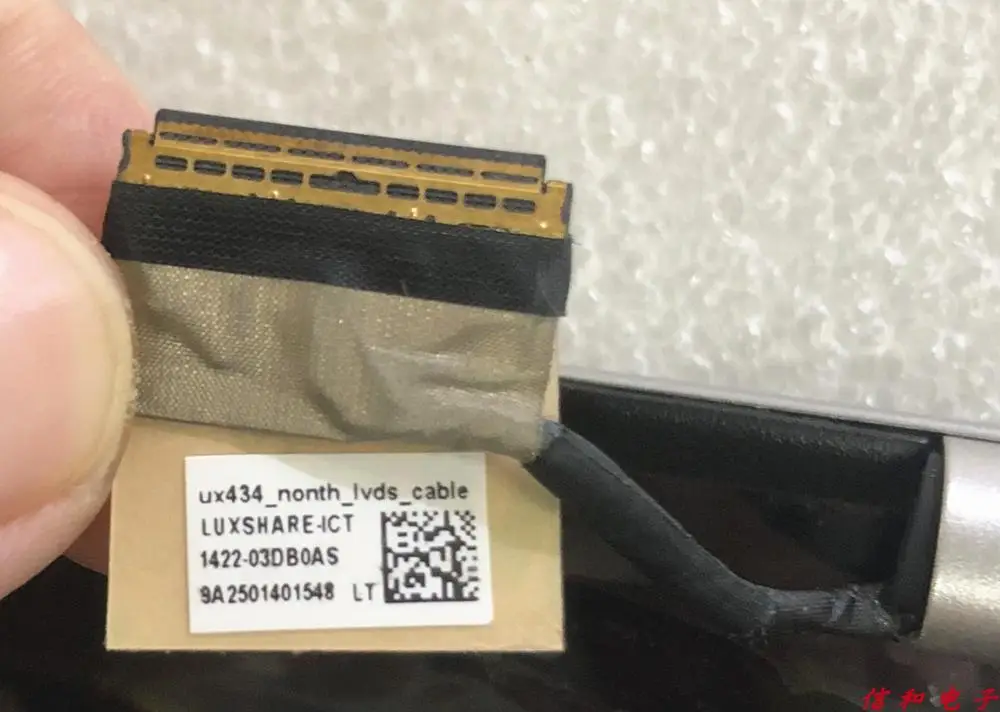 ux434_nonth_lvds_cable
LUXSHARE-ICT
1422-03DB0AS
9A2501401548 LT
信和电子